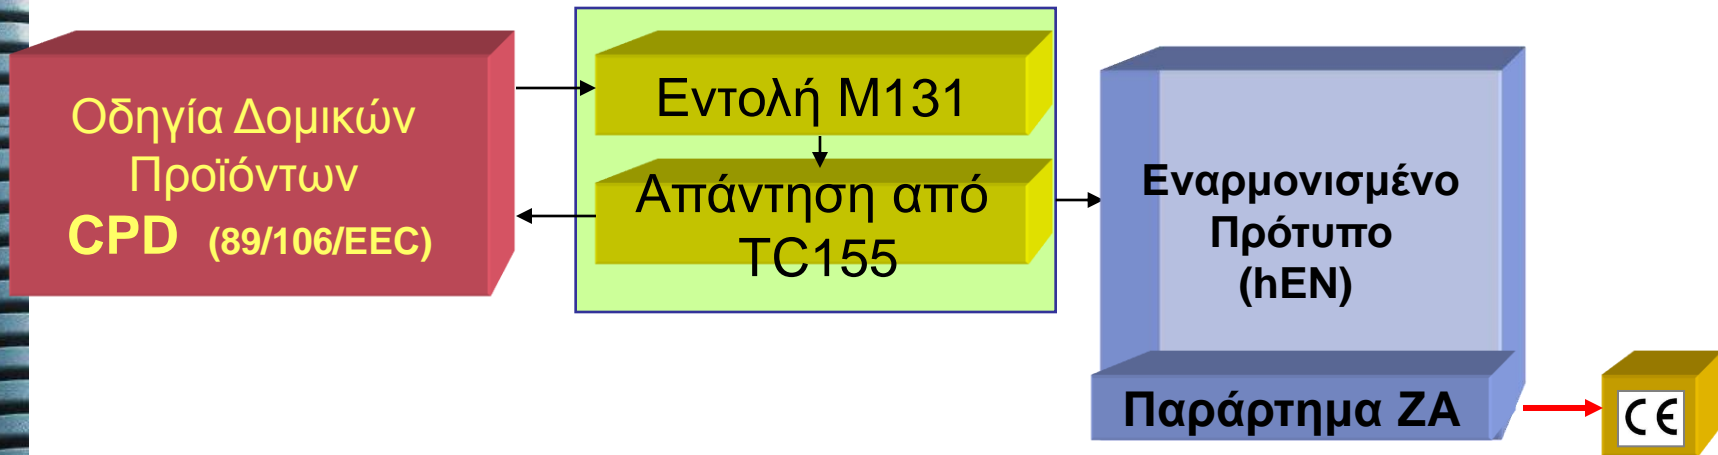 Οδηγία Δομικών
Προϊόντων
CPD (89/106/EEC)
Εντολή Μ131
Απάντηση από
TC155
Εναρμονισμένο
Πρότυπο
(hEN)
Παράρτημα ΖΑ
CE